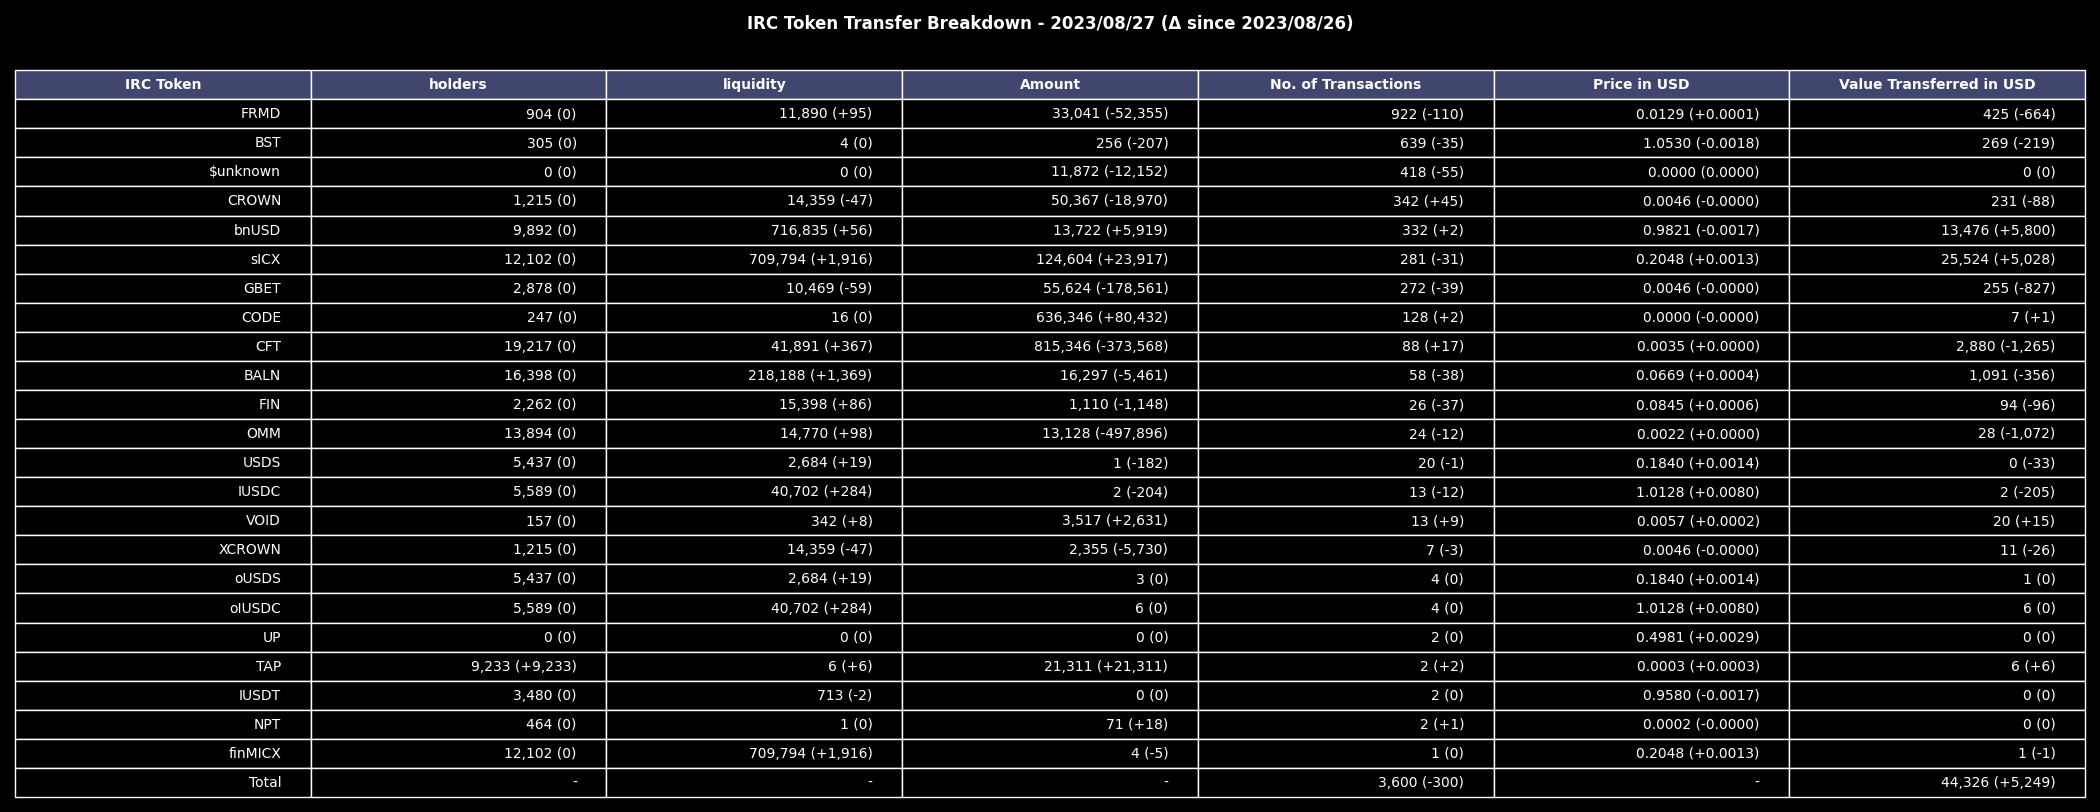 IRC Token Transfer Breakdown - 2023/08/27 (Δ since 2023/08/26)
IRC Token holders liquidity Amount No. of Transactions Price in USD Value Transferred in USD
FRMD 904 (0) 11,890 (+95) 33,041 (-52,355) 922 (-110) 0.0129 (+0.0001) 425 (-664)
BST 305 (0) 4 (0) 256 (-207) 639 (-35) 1.0530 (-0.0018) 269 (-219)
$unknown 0 (0) 0 (0) 11,872 (-12,152) 418 (-55) 0.0000 (0.0000) 0 (0)
CROWN 1,215 (0) 14,359 (-47) 50,367 (-18,970) 342 (+45) 0.0046 (-0.0000) 231 (-88)
bnUSD 9,892 (0) 716,835 (+56) 13,722 (+5,919) 332 (+2) 0.9821 (-0.0017) 13,476 (+5,800)
sICX 12,102 (0) 709,794 (+1,916) 124,604 (+23,917) 281 (-31) 0.2048 (+0.0013) 25,524 (+5,028)
GBET 2,878 (0) 10,469 (-59) 55,624 (-178,561) 272 (-39) 0.0046 (-0.0000) 255 (-827)
CODE 247 (0) 16 (0) 636,346 (+80,432) 128 (+2) 0.0000 (-0.0000) 7 (+1)
CFT 19,217 (0) 41,891 (+367) 815,346 (-373,568) 88 (+17) 0.0035 (+0.0000) 2,880 (-1,265)
BALN 16,398 (0) 218,188 (+1,369) 16,297 (-5,461) 58 (-38) 0.0669 (+0.0004) 1,091 (-356)
FIN 2,262 (0) 15,398 (+86) 1,110 (-1,148) 26 (-37) 0.0845 (+0.0006) 94 (-96)
OMM 13,894 (0) 14,770 (+98) 13,128 (-497,896) 24 (-12) 0.0022 (+0.0000) 28 (-1,072)
USDS 5,437 (0) 2,684 (+19) 1 (-182) 20 (-1) 0.1840 (+0.0014) 0 (-33)
IUSDC 5,589 (0) 40,702 (+284) 2 (-204) 13 (-12) 1.0128 (+0.0080) 2 (-205)
VOID 157 (0) 342 (+8) 3,517 (+2,631) 13 (+9) 0.0057 (+0.0002) 20 (+15)
XCROWN 1,215 (0) 14,359 (-47) 2,355 (-5,730) 7 (-3) 0.0046 (-0.0000) 11 (-26)
oUSDS 5,437 (0) 2,684 (+19) 3 (0) 4 (0) 0.1840 (+0.0014) 1 (0)
oIUSDC 5,589 (0) 40,702 (+284) 6 (0) 4 (0) 1.0128 (+0.0080) 6 (0)
UP 0 (0) 0 (0) 0 (0) 2 (0) 0.4981 (+0.0029) 0 (0)
TAP 9,233 (+9,233) 6 (+6) 21,311 (+21,311) 2 (+2) 0.0003 (+0.0003) 6 (+6)
IUSDT 3,480 (0) 713 (-2) 0 (0) 2 (0) 0.9580 (-0.0017) 0 (0)
NPT 464 (0) 1 (0) 71 (+18) 2 (+1) 0.0002 (-0.0000) 0 (0)
finMICX 12,102 (0) 709,794 (+1,916) 4 (-5) 1 (0) 0.2048 (+0.0013) 1 (-1)
Total - - - 3,600 (-300) - 44,326 (+5,249)